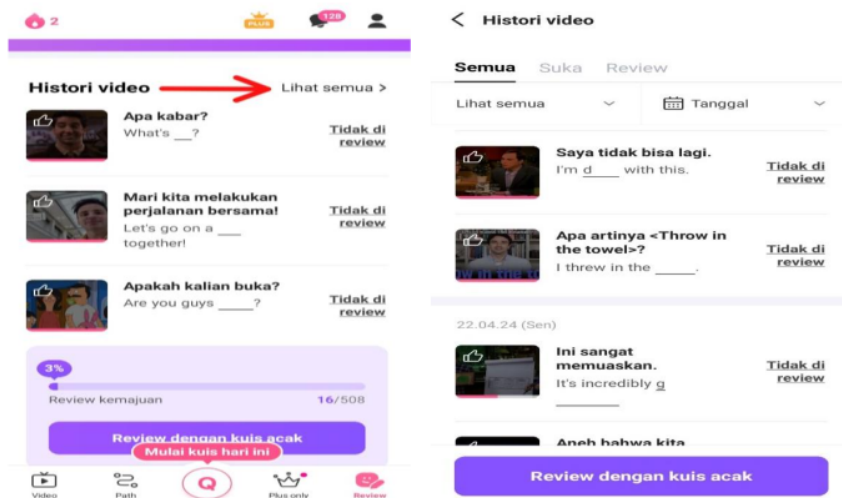 2
PLUS
128
Histori video
Lihat semua >
Apa kabar?
What's __?
Tidak di
review
Mari kita melakukan
perjalanan bersama!
Let's go on a ___
together!
Tidak di
review
Apakah kalian buka?
Are you guys _____?
Tidak di
review
3%
Review kemajuan
16/508
Review dengan kuis acak
Mulai kuis hari ini
Video
Path
Q
Plus only
Review
Histori video
Semua
Suka
Review
Lihat semua
Tanggal
Saya tidak bisa lagi.
I'm d____ with this.
Tidak di
review
Apa artinya <Throw in
the towel>?
I threw in the _____.
Tidak di
review
22.04.24 (Sen)
Ini sangat
memuaskan.
It's incredibly g
________
Tidak di
review
Aneh bahwa kita
Review dengan kuis acak